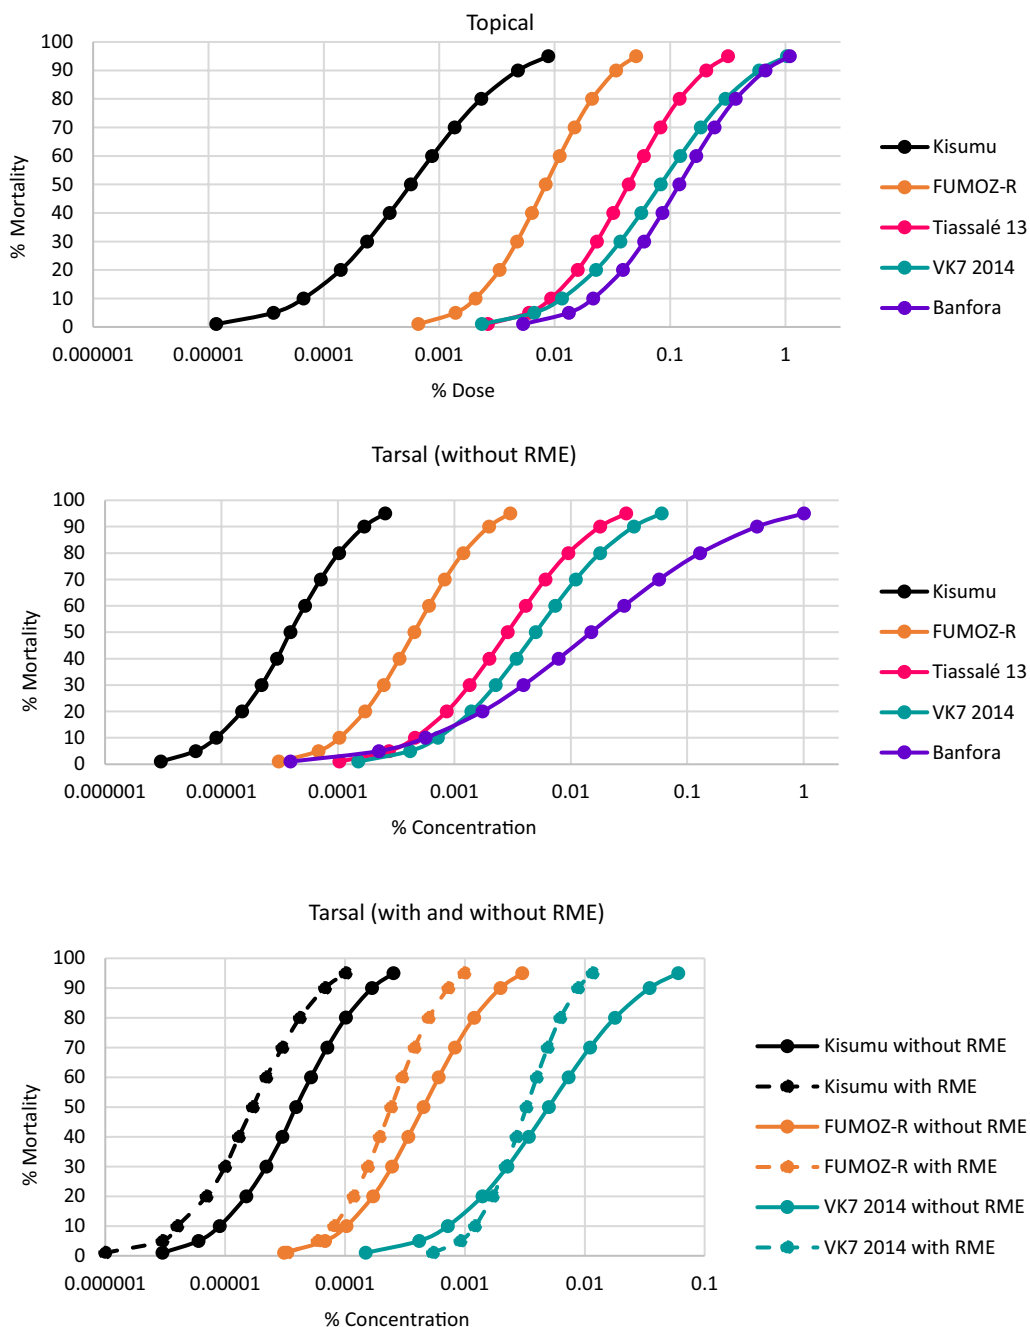 Topical
100
90
80
70
60
50
40
30
20
10
0
% Mortality
0.000001 0.00001 0.0001 0.001 0.01 0.1 1
% Dose
Kisumu
FUMOZ-R
Tiassalé 13
VK7 2014
Banfora
Tarsal (without RME)
100
90
80
70
60
50
40
30
20
10
0
% Mortality
0.000001 0.00001 0.0001 0.001 0.01 0.1 1
% Concentration
Kisumu
FUMOZ-R
Tiassalé 13
VK7 2014
Banfora
Tarsal (with and without RME)
100
90
80
70
60
50
40
30
20
10
0
% Mortality
0.000001 0.00001 0.0001 0.001 0.01 0.1
% Concentration
Kisumu without RME
Kisumu with RME
FUMOZ-R without RME
FUMOZ-R with RME
VK7 2014 without RME
VK7 2014 with RME